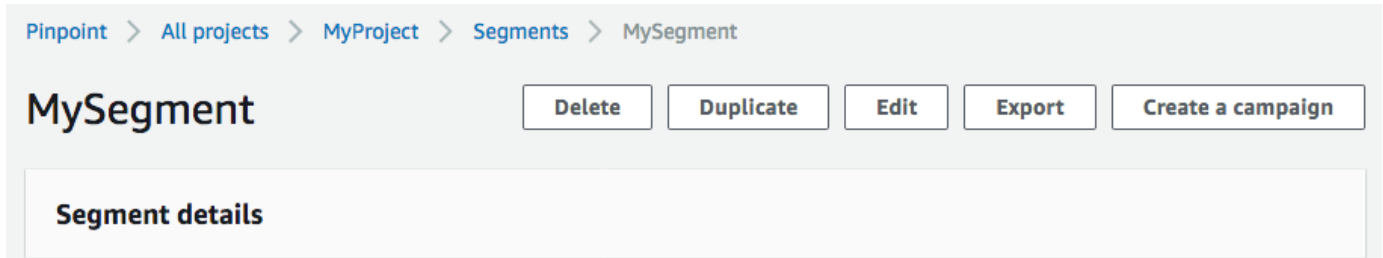 Pinpoint > All projects > MyProject > Segments > MySegment
MySegment Delete Duplicate Edit Export Create a campaign
Segment details